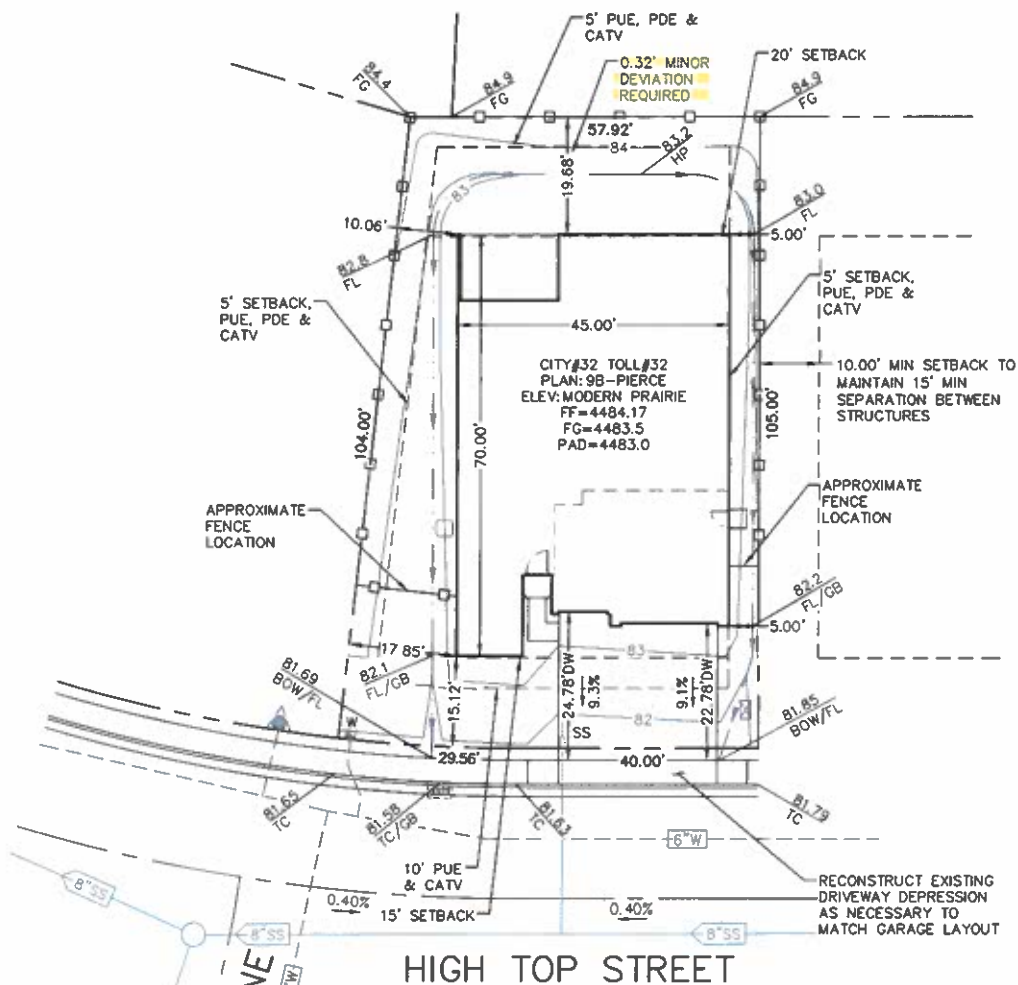 5' PUE, PDE &
CATV
0.32' MINOR
DEVIATION
REQUIRED
20' SETBACK
84.4
FG
84.9
FG
84.9
FG
57.92'
84
83.2
HP
19.68'
83
83.0
FL
10.06'
5.00'
82.8
FL
5' SETBACK,
PUE, PDE &
CATV
5' SETBACK,
PUE, PDE &
CATV
45.00'
CITY#32 TOLL#32
PLAN: 9B-PIERCE
ELEV: MODERN PRAIRIE
FF=4484.17
FG=4483.5
PAD=4483.0
10.00' MIN SETBACK TO
MAINTAIN 15' MIN
SEPARATION BETWEEN
STRUCTURES
104.00'
70.00'
105.00'
APPROXIMATE
FENCE
LOCATION
APPROXIMATE
FENCE
LOCATION
82.2
FL/GB
5.00'
17.85'
82.1
FL/GB
81.69
BOW/FL
15.12'
24.78'DW
9.3%
83
9.1%
22.78'DW
82
SS
81.85
BOW/FL
W
29.56'
40.00'
81.65
TC
81.58
TC/GB
81.63
TC
81.79
TC
6"W
10' PUE
& CATV
15' SETBACK
RECONSTRUCT EXISTING
DRIVEWAY DEPRESSION
AS NECESSARY TO
MATCH GARAGE LAYOUT
0.40%
0.40%
8"SS
8"SS
8"SS
HIGH TOP STREET